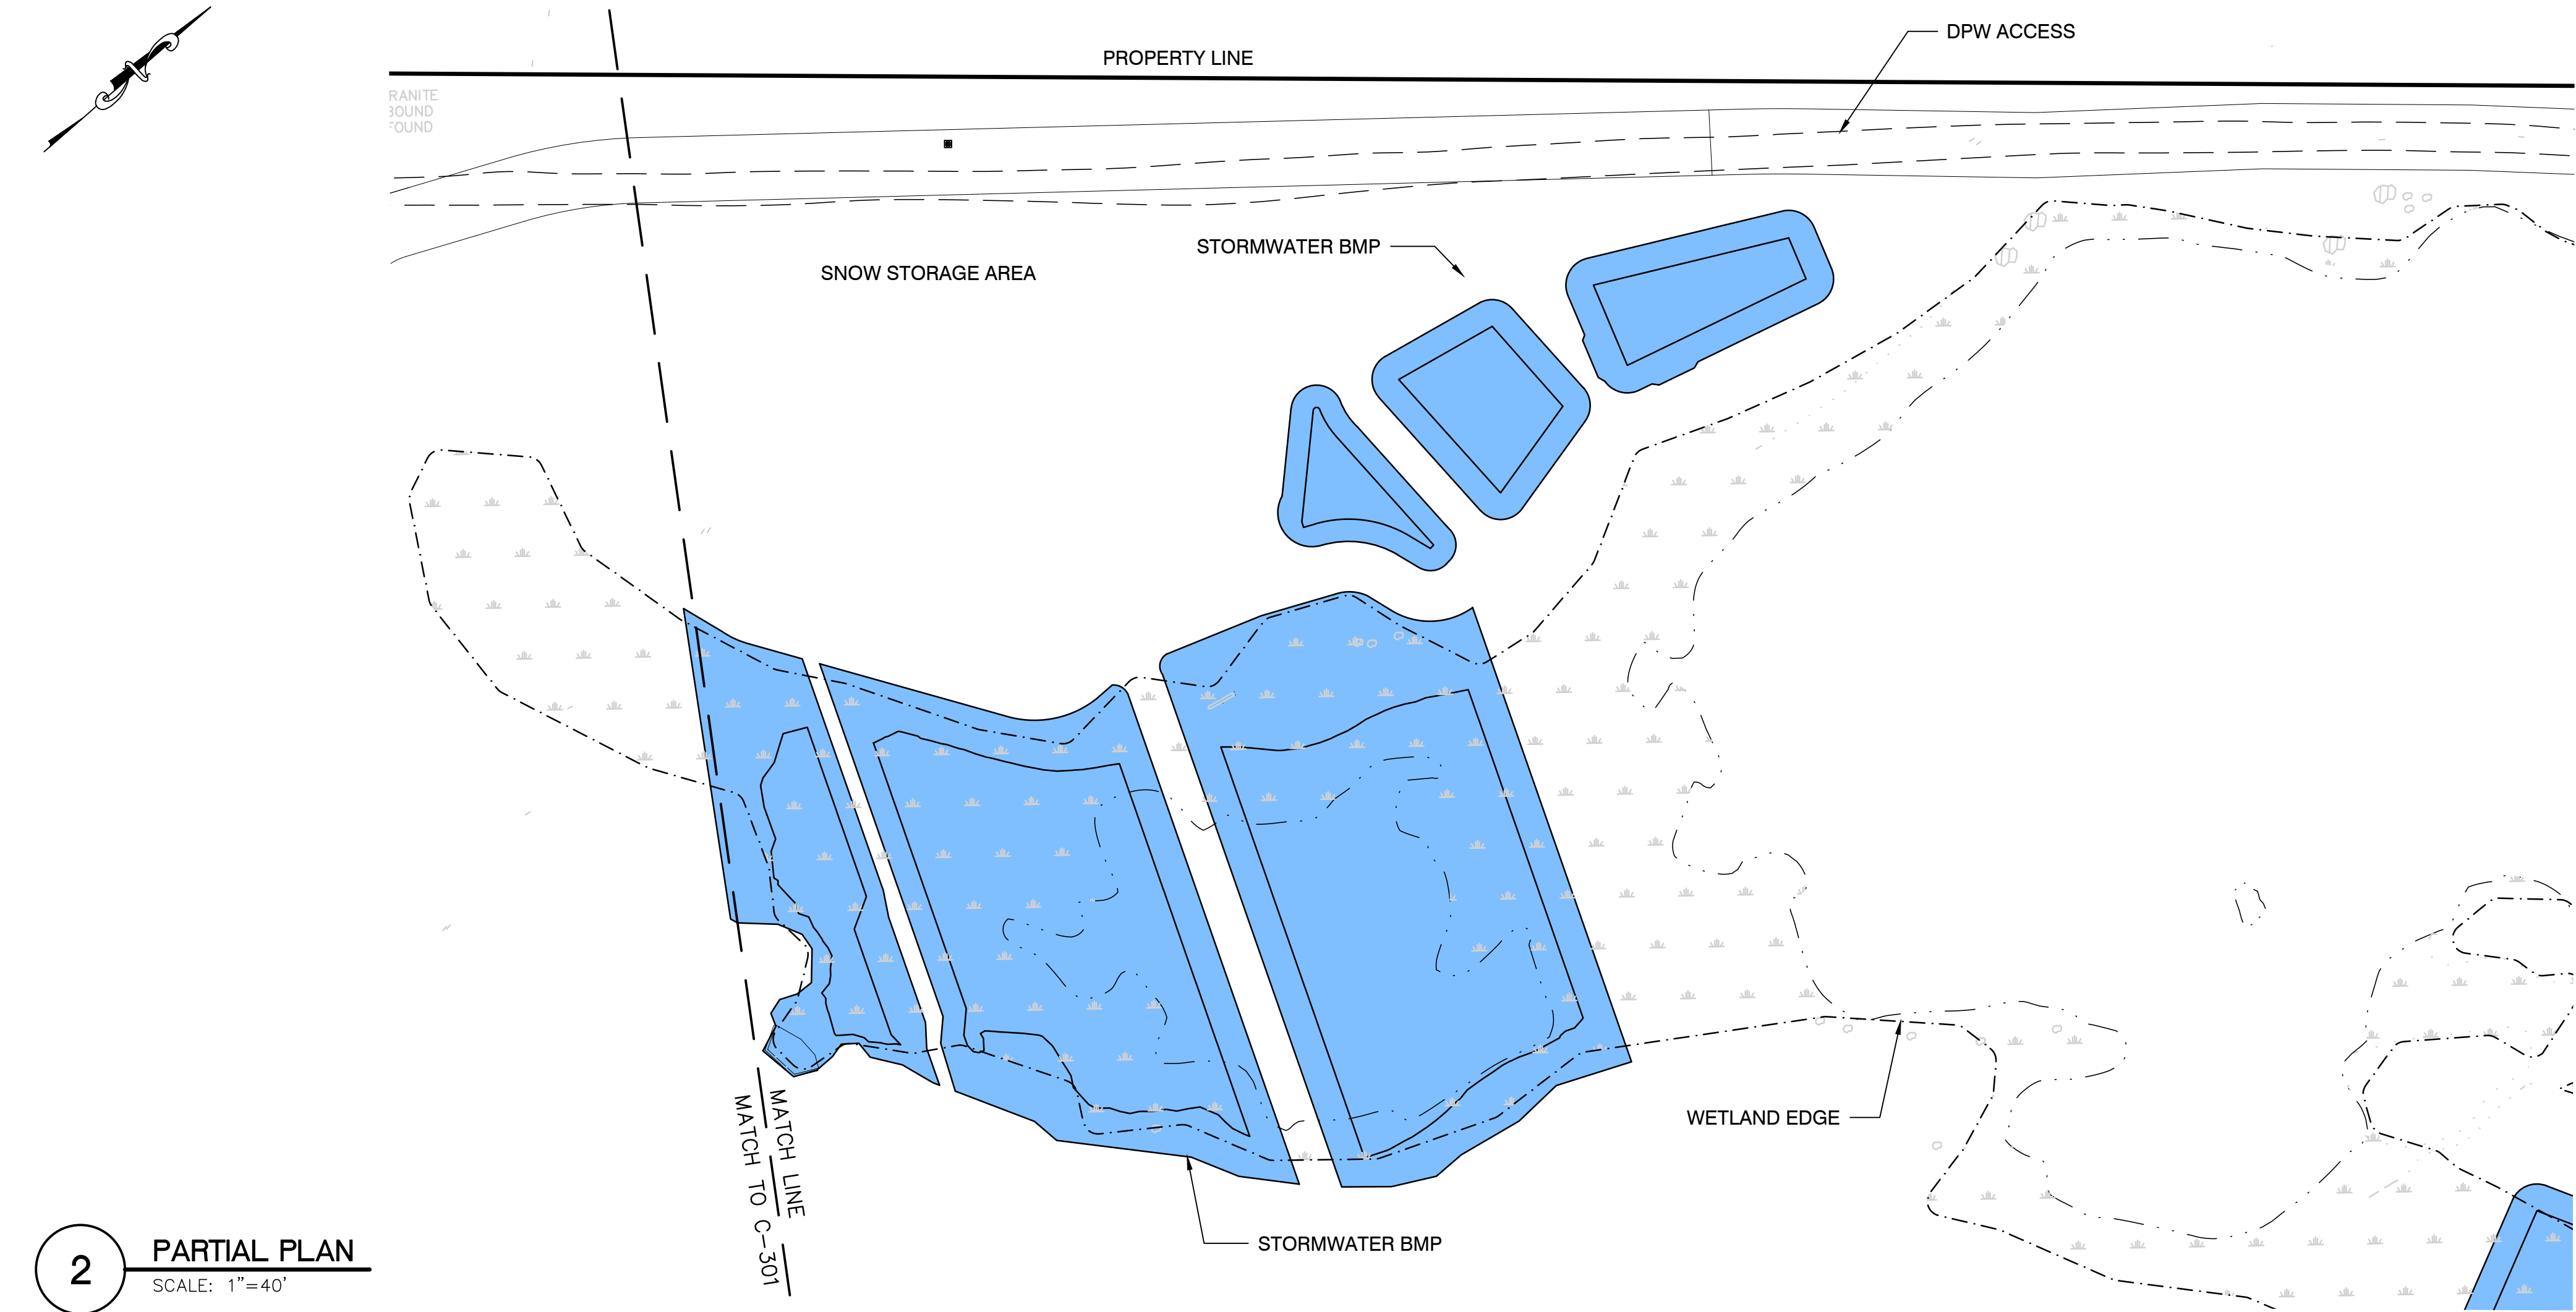 DPW ACCESS
PROPERTY LINE
RANITE
BOUND
FOUND
STORMWATER BMP
SNOW STORAGE AREA
MATCH LINE
MATCH TO C-301
WETLAND EDGE
STORMWATER BMP
2
PARTIAL PLAN
SCALE: 1"=40'